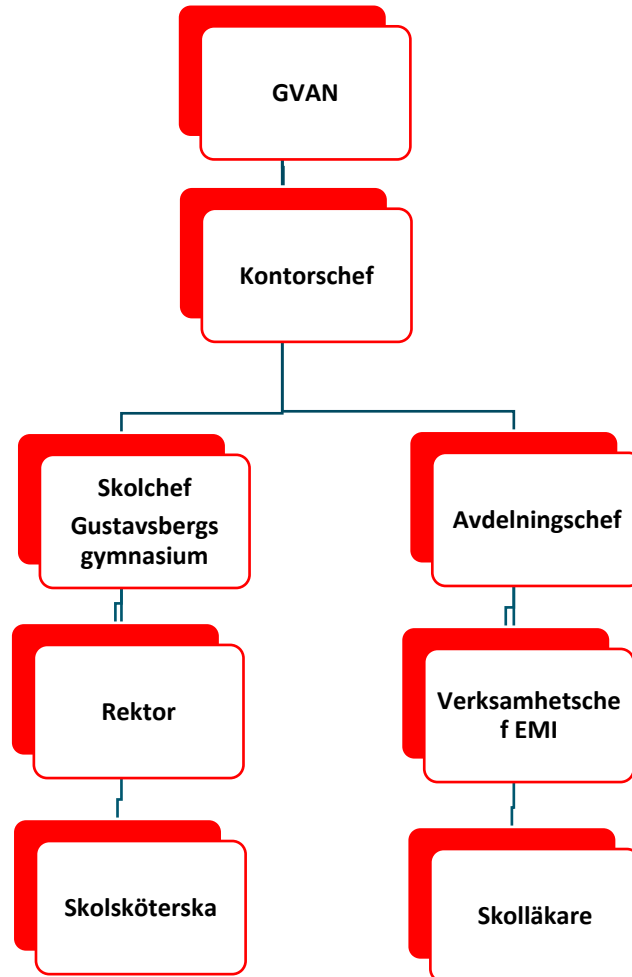 GVAN
Kontorschef
Skolchef
Gustavsbergs
gymnasium
Avdelningschef
Rektor
Verksamhetsche
f EMI
Skolsköterska
Skolläkare